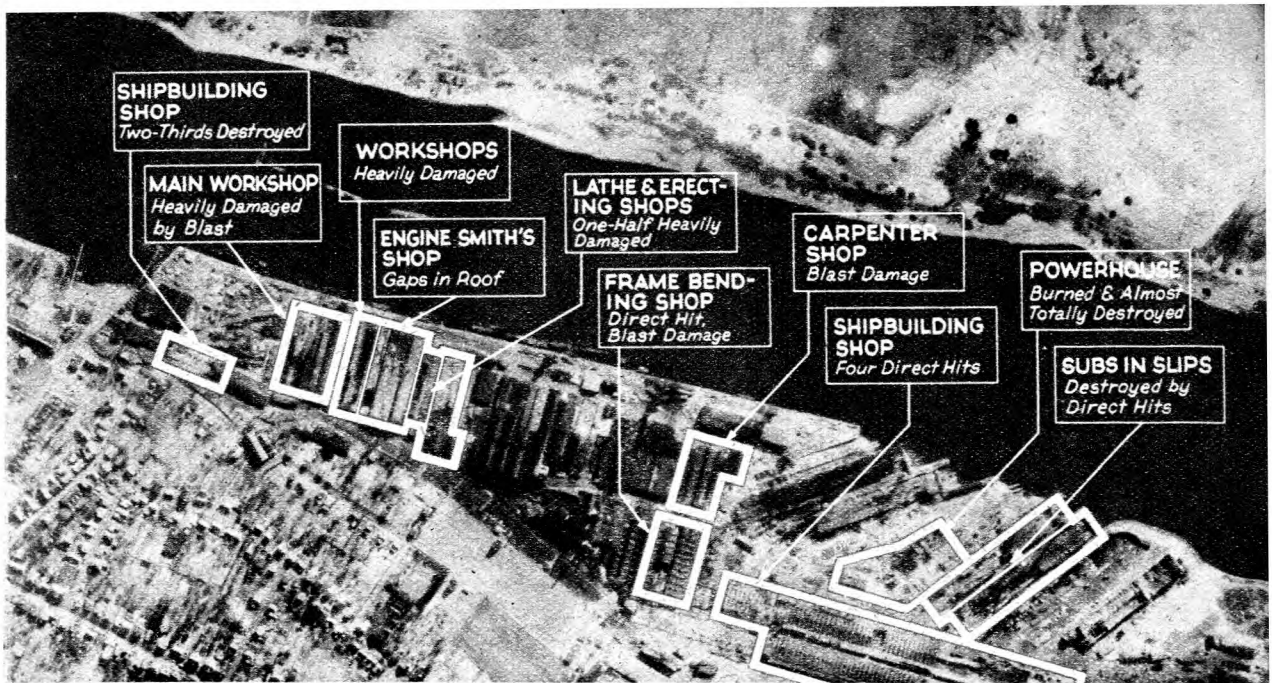 SHIPBUILDING
SHOP
Two-Thirds Destroyed
MAIN WORKSHOP
Heavily Damaged
by Blast
WORKSHOPS
Heavily Damaged
ENGINE SMITH'S
SHOP
Gaps in Roof
LATHE & ERECT-
ING SHOPS
One-Half Heavily
Damaged
FRAME BEND-
ING SHOP
Direct Hit,
Blast Damage
CARPENTER
SHOP
Blast Damage
SHIPBUILDING
SHOP
Four Direct Hits
POWERHOUSE
Burned & Almost
Totally Destroyed
SUBS IN SLIPS
Destroyed by
Direct Hits